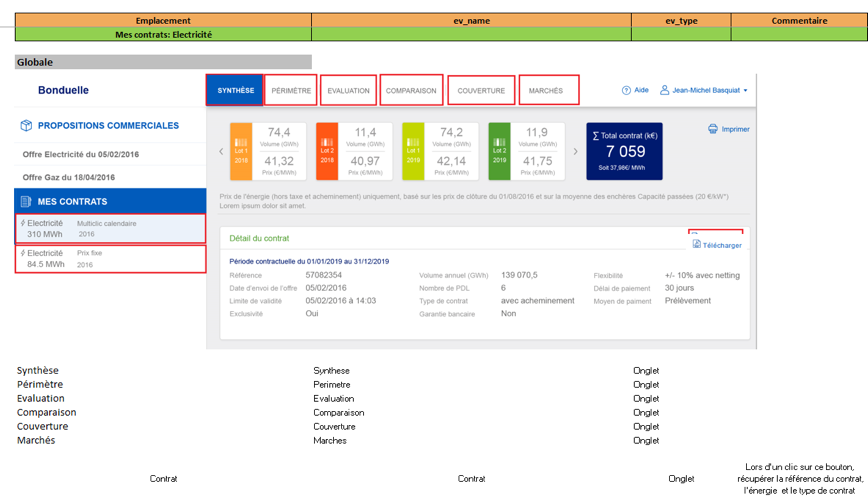 Emplacement ev_name ev_type Commentaire
Mes contrats: Electricité
Globale
Bonduelle
SYNTHÈSE PÉRIMÈTRE EVALUATION COMPARAISON COUVERTURE MARCHÉS
Aide Jean-Michel Basquiat
PROPOSITIONS COMMERCIALES
Offre Electricité du 05/02/2016
Offre Gaz du 18/04/2016
MES CONTRATS
Electricité Multiclic calendaire
310 MWh 2016
Electricité Prix fixe
84.5 MWh 2016
Imprimer
Lot 1 2018 74,4 Volume (GWh) 41,32 Prix (€/MWh)
Lot 2 2018 11,4 Volume (GWh) 40,97 Prix (€/MWh)
Lot 1 2019 74,2 Volume (GWh) 42,14 Prix (€/MWh)
Lot 2 2019 11,9 Volume (GWh) 41,75 Prix (€/MWh)
Σ Total contrat (k€)
7 059
Soit 37,98€/ MWh
Prix de l'énergie (hors taxe et acheminement) uniquement, basé sur les prix de clôture du 01/08/2016 et sur la moyenne des enchères Capacité passées (20 €/kW*)
Lorem ipsum dolor sit amet.
Détail du contrat
Télécharger
Période contractuelle du 01/01/2019 au 31/12/2019
Référence 57082354 Volume annuel (GWh) 139 070,5 Flexibilité +/- 10% avec netting
Date d'envoi de l'offre 05/02/2016 Nombre de PDL 6 Délai de paiement 30 jours
Limite de validité 05/02/2016 à 14:03 Type de contrat avec acheminement Moyen de paiment Prélèvement
Exclusivité Oui Garantie bancaire Non
Synthèse Synthese Onglet
Périmètre Perimetre Onglet
Evaluation Evaluation Onglet
Comparaison Comparaison Onglet
Couverture Couverture Onglet
Marchés Marches Onglet
Contrat Contrat Onglet
Lors d'un clic sur ce bouton,
récupérer la référence du contrat,
l'énergie et le type de contrat